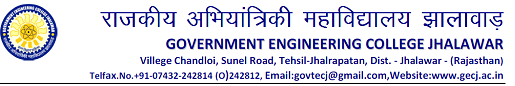 राजकीय अभियांत्रिकी महाविद्यालय झालावाड़
GOVERNMENT ENGINEERING COLLEGE JHALAWAR
Villege Chandloi, Sunel Road, Tehsil-Jhalrapatan, Dist. - Jhalawar - (Rajasthan)
Telfax.No.+91-07432-242814 (O)242812, Email:govtecj@gmail.com,Website:www.gecj.ac.in